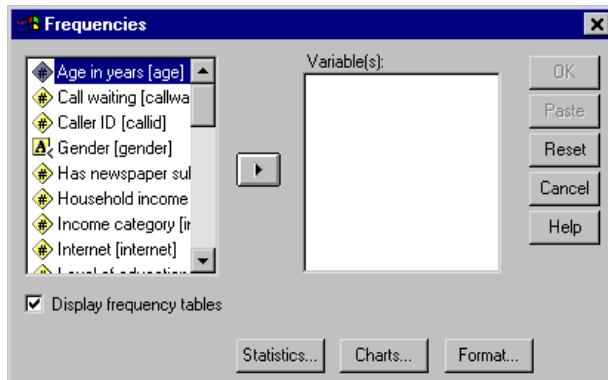 Frequencies
Age in years [age]
Call waiting [callwa
Caller ID [callid]
Gender [gender]
Has newspaper sul
Household income
Income category [ir
Internet [internet]
Variable(s):
OK
Paste
Reset
Cancel
Help
Display frequency tables
Statistics...
Charts...
Format...